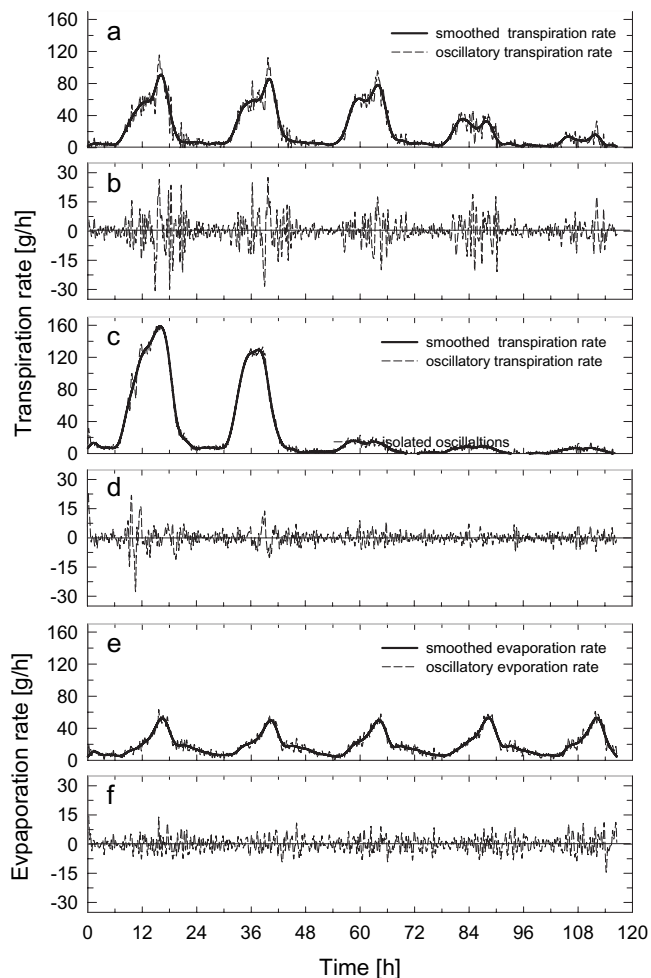 160
120
80
40
0
a
smoothed transpiration rate
oscillatory transpiration rate
30
15
0
-15
-30
b
Transpiration rate [g/h]
160
120
80
40
0
c
smoothed transpiration rate
oscillatory transpiration rate
isolated oscillaltions
30
15
0
-15
-30
d
160
120
80
40
0
e
smoothed evaporation rate
oscillatory evporation rate
Evpaporation rate [g/h]
30
15
0
-15
-30
f
0 12 24 36 48 60 72 84 96 108 120
Time [h]